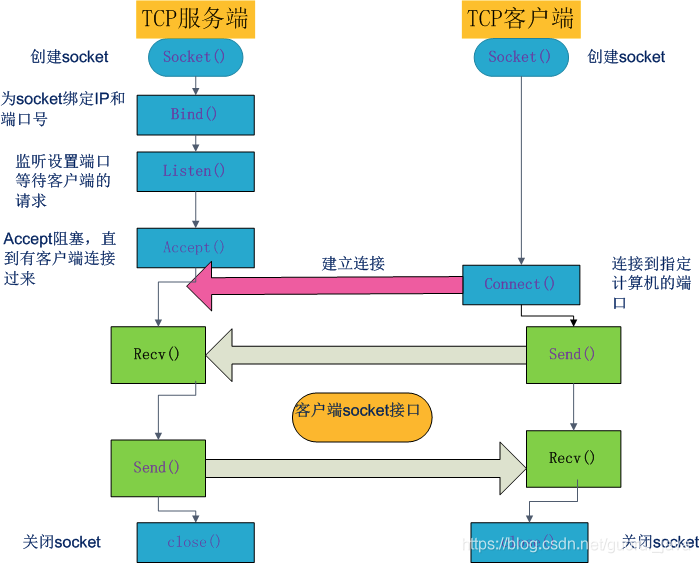 TCP服务端
TCP客户端
创建socket
Socket()
Socket()
创建socket
为socket绑定IP和
端口号
Bind()
监听设置端口
等待客户端的
请求
Listen()
Accept阻塞，直
到有客户端连接
过来
Accept()
建立连接
Connect()
连接到指定
计算机的端
口
Recv()
Send()
客户端socket接口
Send()
Recv()
关闭socket
close()
关闭socket